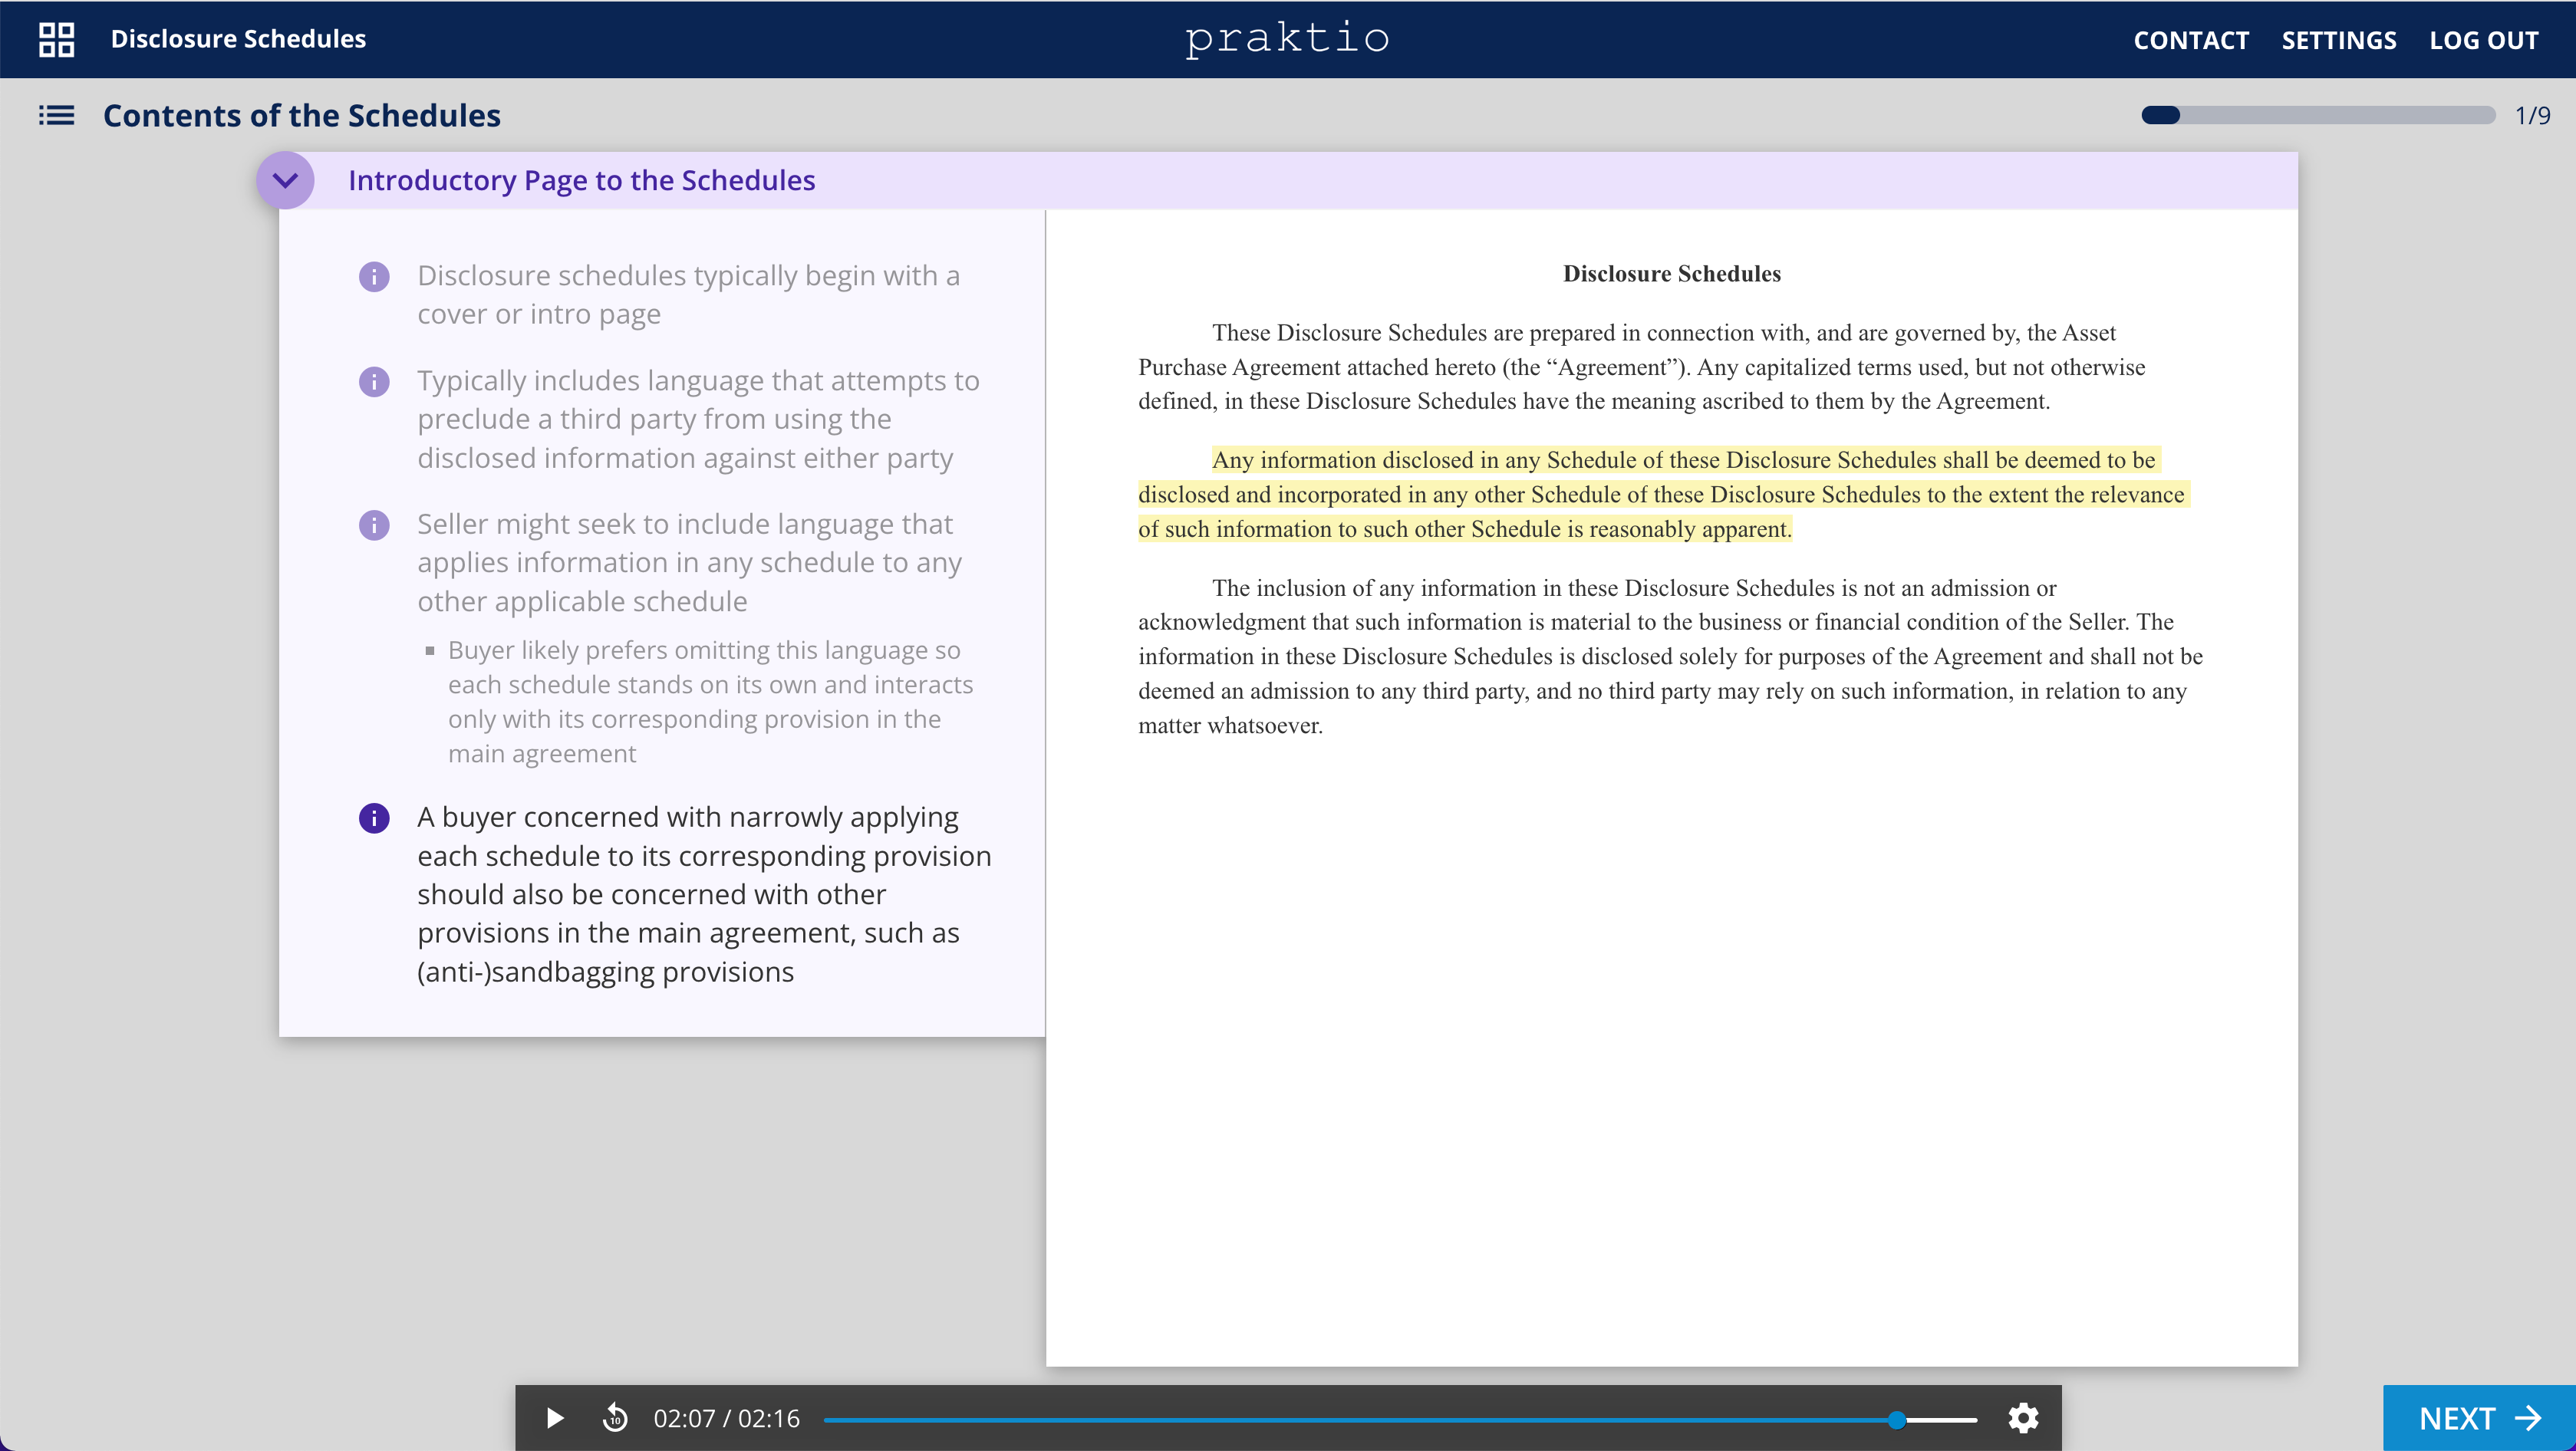 Disclosure Schedules
praktio
CONTACT SETTINGS LOG OUT
Contents of the Schedules
1/9
Introductory Page to the Schedules
Disclosure schedules typically begin with a
cover or intro page
Typically includes language that attempts to
preclude a third party from using the
disclosed information against either party
Seller might seek to include language that
applies information in any schedule to any
other applicable schedule
Buyer likely prefers omitting this language so
each schedule stands on its own and interacts
only with its corresponding provision in the
main agreement
A buyer concerned with narrowly applying
each schedule to its corresponding provision
should also be concerned with other
provisions in the main agreement, such as
(anti-)sandbagging provisions
Disclosure Schedules
These Disclosure Schedules are prepared in connection with, and are governed by, the Asset
Purchase Agreement attached hereto (the “Agreement”). Any capitalized terms used, but not otherwise
defined, in these Disclosure Schedules have the meaning ascribed to them by the Agreement.
Any information disclosed in any Schedule of these Disclosure Schedules shall be deemed to be
disclosed and incorporated in any other Schedule of these Disclosure Schedules to the extent the relevance
of such information to such other Schedule is reasonably apparent.
The inclusion of any information in these Disclosure Schedules is not an admission or
acknowledgment that such information is material to the business or financial condition of the Seller. The
information in these Disclosure Schedules is disclosed solely for purposes of the Agreement and shall not be
deemed an admission to any third party, and no third party may rely on such information, in relation to any
matter whatsoever.
10
02:07 / 02:16
NEXT